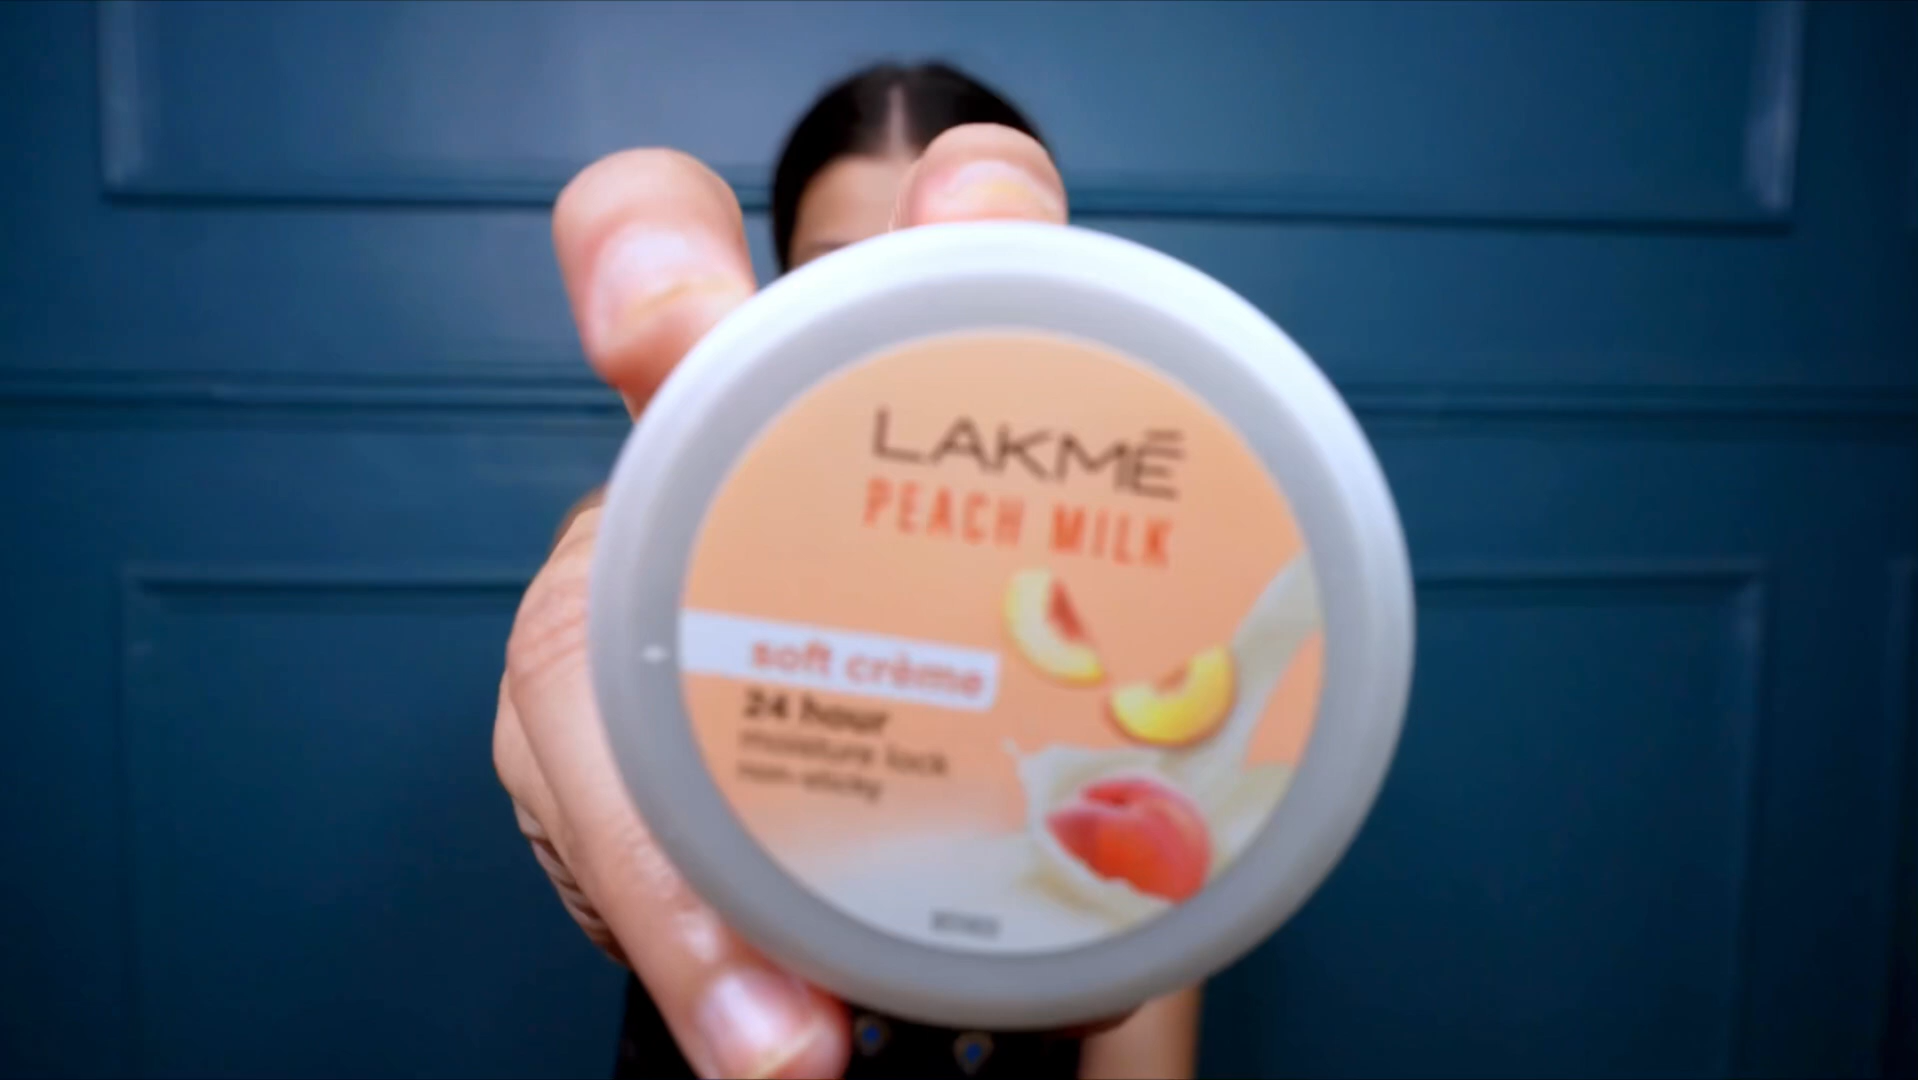 LAKMÉ
PEACH MILK
soft crème
24 hour
moisture lock
non-sticky